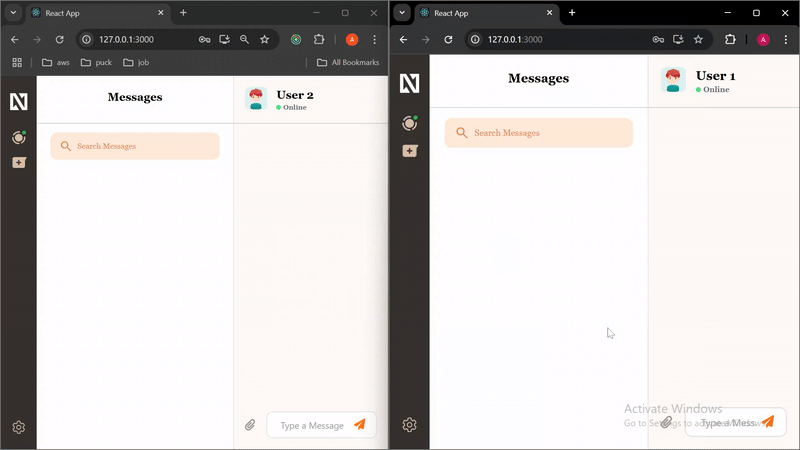 React App
127.0.0.1:3000
A
aws
puck
job
All Bookmarks
N
Messages
Search Messages
User 2
Online
Type a Message
React App
127.0.0.1:3000
A
N
Messages
Search Messages
User 1
Online
Activate Windows
Go to Settings to activate Windows.
Type a Mess